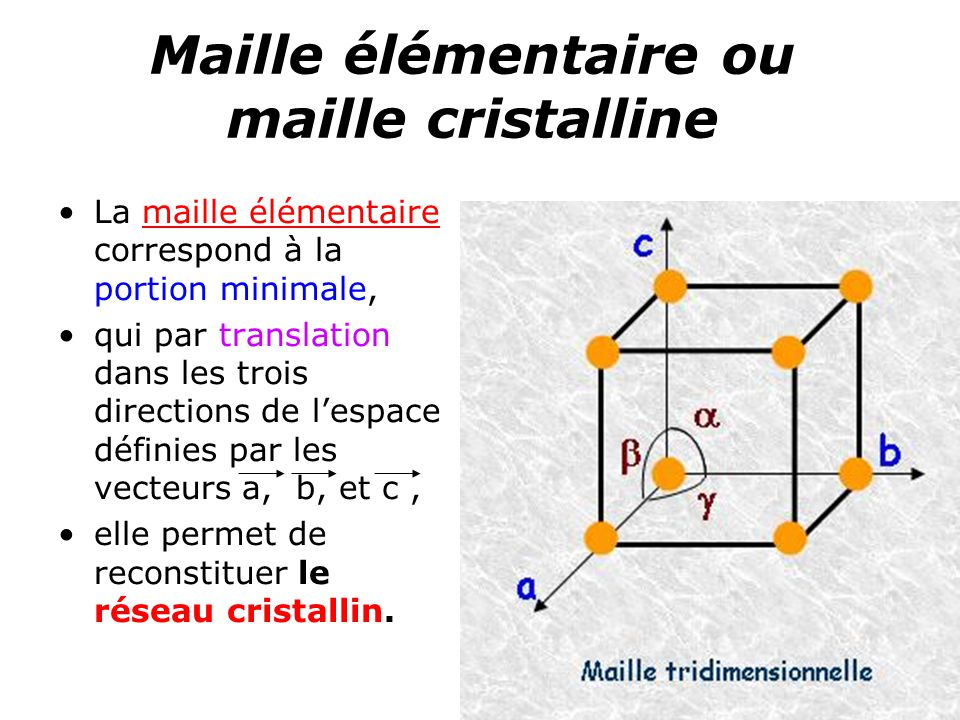 Maille élémentaire ou
maille cristalline
• La maille élémentaire
correspond à la
portion minimale,
• qui par translation
dans les trois
directions de l’espace
définies par les
vecteurs a, b, et c ,
• elle permet de
reconstituer le
réseau cristallin.
c
α
β
b
γ
a
Maille tridimensionnelle